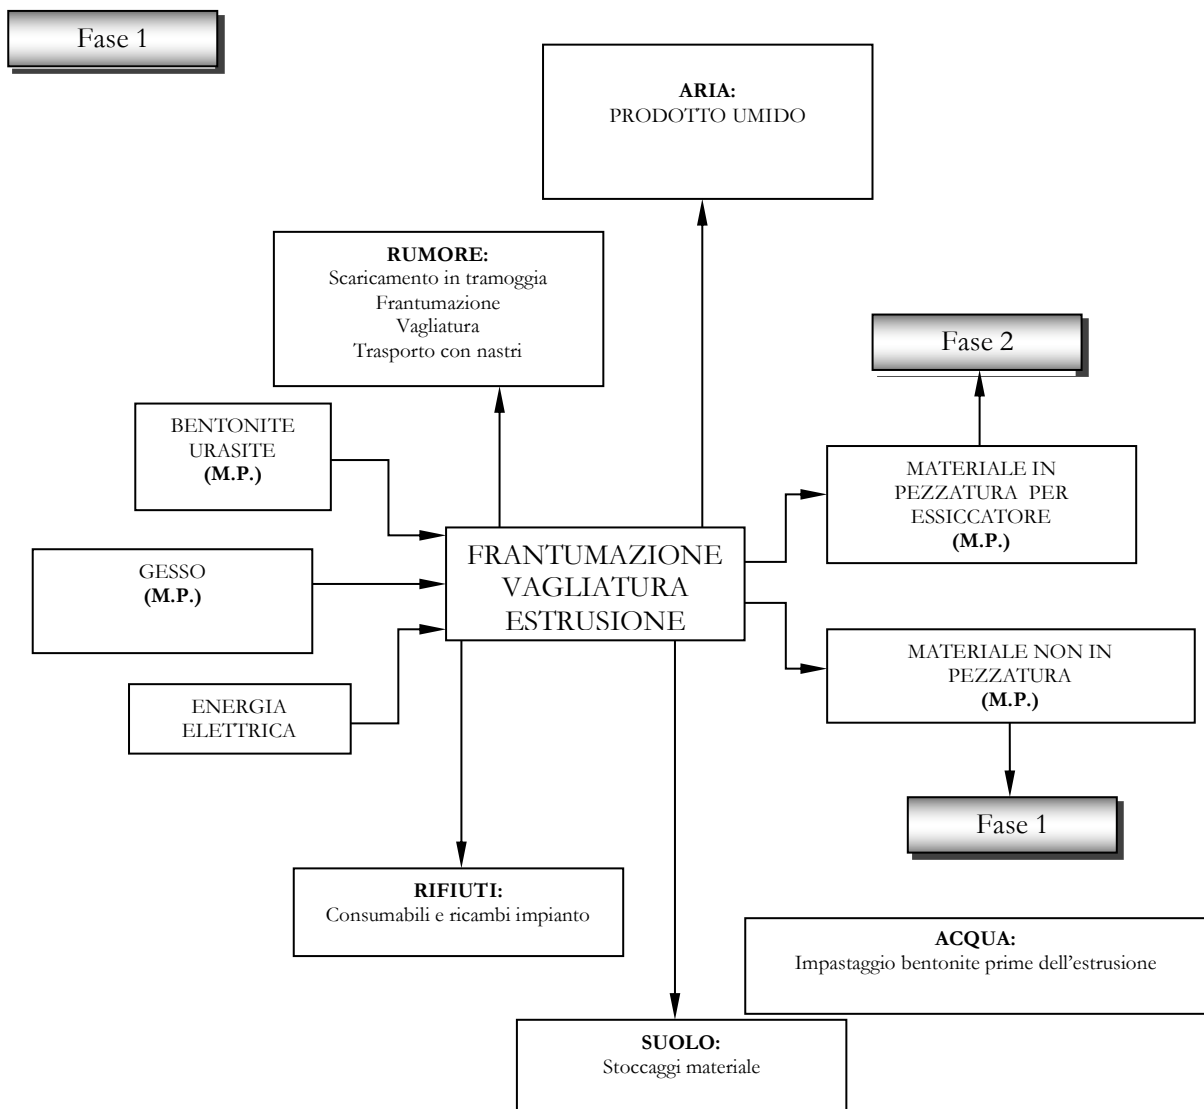 Fase 1
ARIA:
PRODOTTO UMIDO
RUMORE:
Scaricamento in tramoggia
Frantumazione
Vagliatura
Trasporto con nastri
Fase 2
BENTONITE
URASITE
(M.P.)
MATERIALE IN
PEZZATURA PER
ESSICCATORE
(M.P.)
GESSO
(M.P.)
FRANTUMAZIONE
VAGLIATURA
ESTRUSIONE
ENERGIA
ELETTRICA
MATERIALE NON IN
PEZZATURA
(M.P.)
Fase 1
RIFIUTI:
Consumabili e ricambi impianto
ACQUA:
Impastaggio bentonite prime dell'estrusione
SUOLO:
Stoccaggi materiale